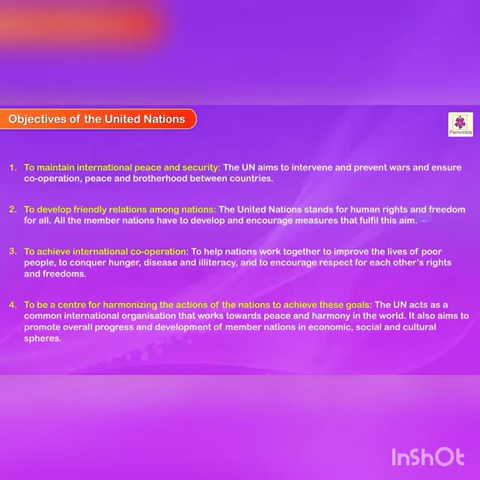 Objectives of the United Nations
Periwinkle
1. To maintain international peace and security: The UN aims to intervene and prevent wars and ensure
co-operation, peace and brotherhood between countries.
2. To develop friendly relations among nations: The United Nations stands for human rights and freedom
for all. All the member nations have to develop and encourage measures that fulfil this aim.
3. To achieve international co-operation: To help nations work together to improve the lives of poor
people, to conquer hunger, disease and illiteracy, and to encourage respect for each other's rights
and freedoms.
4. To be a centre for harmonizing the actions of the nations to achieve these goals: The UN acts as a
common international organisation that works towards peace and harmony in the world. It also aims to
promote overall progress and development of member nations in economic, social and cultural
spheres.
InShOt